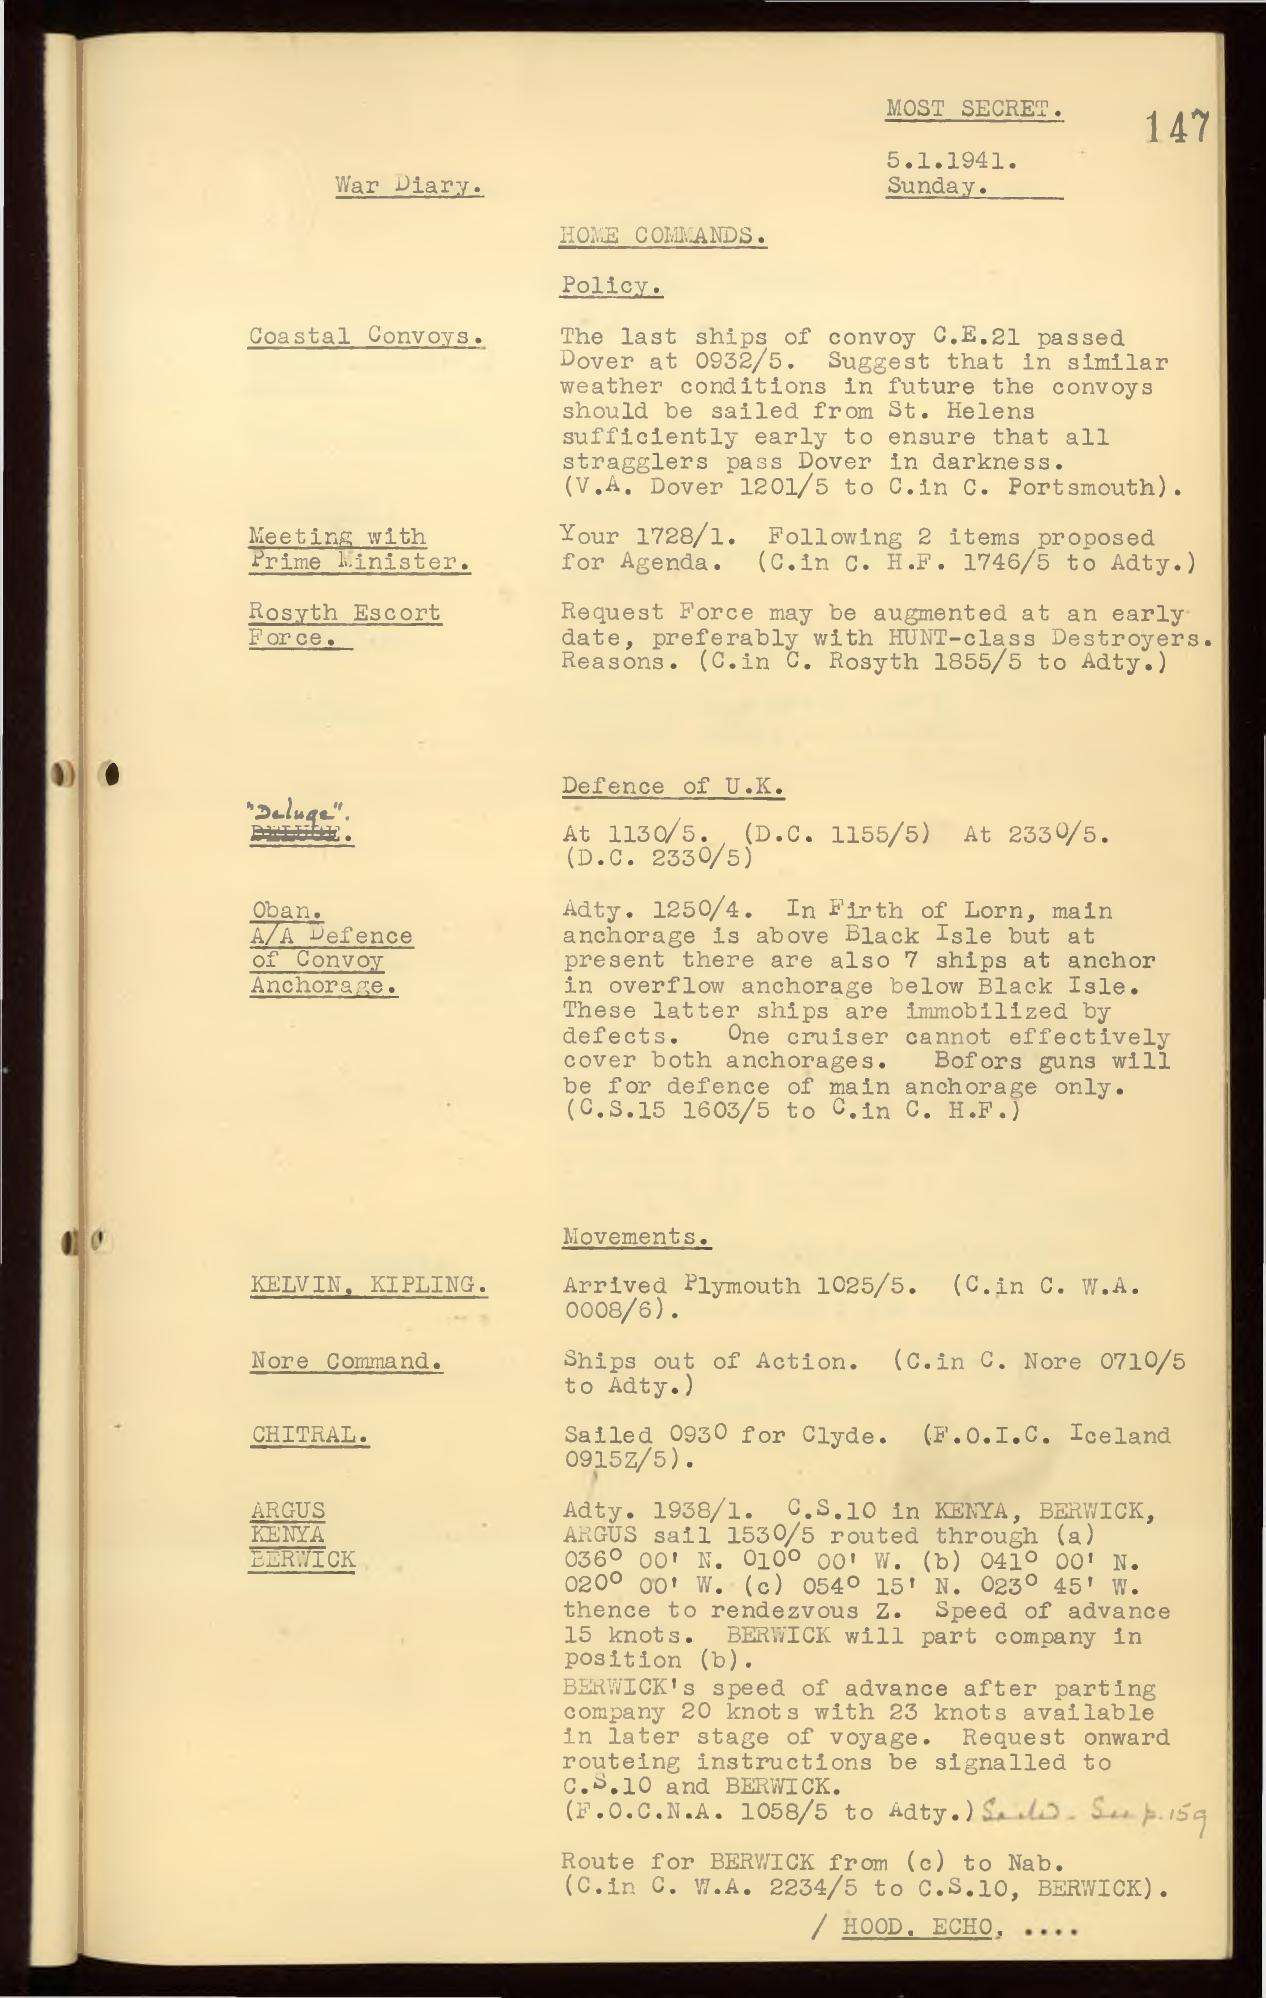 MOST SECRET.
147
5.1.1941.
Sunday.
War Diary.
HOME COMMANDS.
Policy.
Coastal Convoys.
The last ships of convoy C.E.21 passed
Dover at 0932/5. Suggest that in similar
weather conditions in future the convoys
should be sailed from St. Helens
sufficiently early to ensure that all
stragglers pass Dover in darkness.
(V.A. Dover 1201/5 to C.in C. Portsmouth).
Meeting with
Prime Minister.
Your 1728/1. Following 2 items proposed
for Agenda. (C.in C. H.F. 1746/5 to Adty.)
Rosyth Escort
Force.
Request Force may be augmented at an early
date, preferably with HUNT-class Destroyers.
Reasons. (C.in C. Rosyth 1855/5 to Adty.)
Defence of U.K.
"Deluge".
DELUGE.
At 1130/5. (D.C. 1155/5) At 2330/5.
(D.C. 2330/5)
Oban.
A/A Defence
of Convoy
Anchorage.
Adty. 1250/4. In Firth of Lorn, main
anchorage is above Black Isle but at
present there are also 7 ships at anchor
in overflow anchorage below Black Isle.
These latter ships are immobilized by
defects. One cruiser cannot effectively
cover both anchorages. Bofors guns will
be for defence of main anchorage only.
(C.S.15 1603/5 to C.in C. H.F.)
Movements.
KELVIN, KIPLING.
Arrived Plymouth 1025/5. (C.in C. W.A.
0008/6).
Nore Command.
Ships out of Action. (C.in C. Nore 0710/5
to Adty.)
CHITRAL.
Sailed 0930 for Clyde. (F.O.I.C. Iceland
0915Z/5).
ARGUS
KENYA
BERWICK
Adty. 1938/1. C.S.10 in KENYA, BERWICK,
ARGUS sail 1530/5 routed through (a)
036° 00' N. 010° 00' W. (b) 041° 00' N.
020° 00' W. (c) 054° 15' N. 023° 45' W.
thence to rendezvous Z. Speed of advance
15 knots. BERWICK will part company in
position (b).
BERWICK's speed of advance after parting
company 20 knots with 23 knots available
in later stage of voyage. Request onward
routeing instructions be signalled to
C.S.10 and BERWICK.
(F.O.C.N.A. 1058/5 to Adty.) Sailed - See p. 159
Route for BERWICK from (c) to Nab.
(C.in C. W.A. 2234/5 to C.S.10, BERWICK).
/ HOOD, ECHO, ....